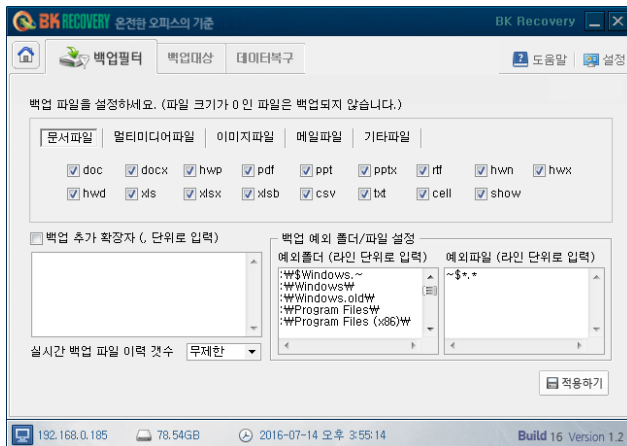 BK RECOVERY 온전한 오피스의 기준 BK Recovery
백업필터 백업대상 데이터복구 도움말 설정
백업 파일을 설정하세요. (파일 크기가 0 인 파일은 백업되지 않습니다.)
문서파일 멀티미디어파일 이미지파일 메일파일 기타파일
doc docx hwp pdf ppt pptx rtf hwn hwx
hwd xls xlsx xlsb csv txt cell show
백업 추가 확장자 (, 단위로 입력) 백업 예외 폴더/파일 설정
예외폴더 (라인 단위로 입력) 예외파일 (라인 단위로 입력)
:₩$Windows.~ ~$*.*
:₩Windows₩
:₩Windows.old₩
:₩Program Files₩
:₩Program Files (x86)₩
실시간 백업 파일 이력 갯수 무제한
적용하기
192.168.0.185 78.54GB 2016-07-14 오후 3:55:14 Build 16 Version 1.2